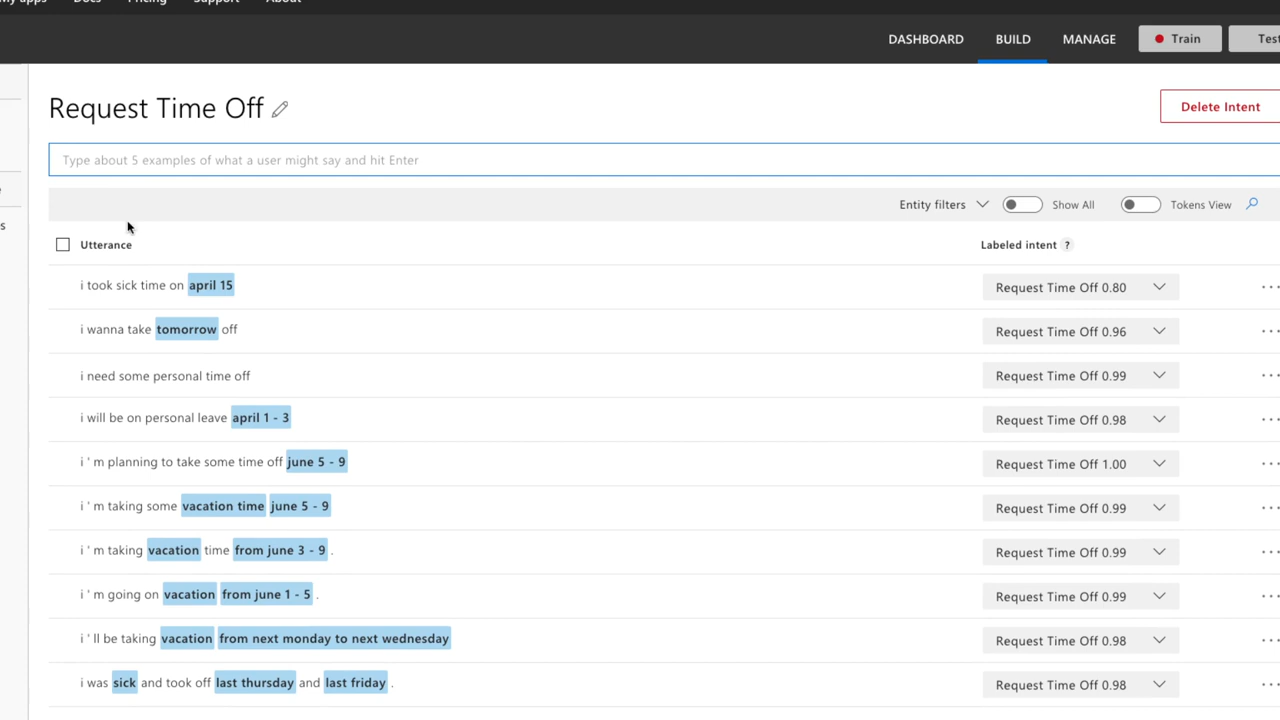 My apps Docs Pricing Support About
DASHBOARD BUILD MANAGE Train Test
Request Time Off
Delete Intent
Type about 5 examples of what a user might say and hit Enter
Entity filters Show All Tokens View
Utterance Labeled intent ?
i took sick time on april 15 Request Time Off 0.80
i wanna take tomorrow off Request Time Off 0.96
i need some personal time off Request Time Off 0.99
i will be on personal leave april 1 - 3 Request Time Off 0.98
i ' m planning to take some time off june 5 - 9 Request Time Off 1.00
i ' m taking some vacation time june 5 - 9 Request Time Off 0.99
i ' m taking vacation time from june 3 - 9 . Request Time Off 0.99
i ' m going on vacation from june 1 - 5 . Request Time Off 0.99
i ' ll be taking vacation from next monday to next wednesday Request Time Off 0.98
i was sick and took off last thursday and last friday . Request Time Off 0.98